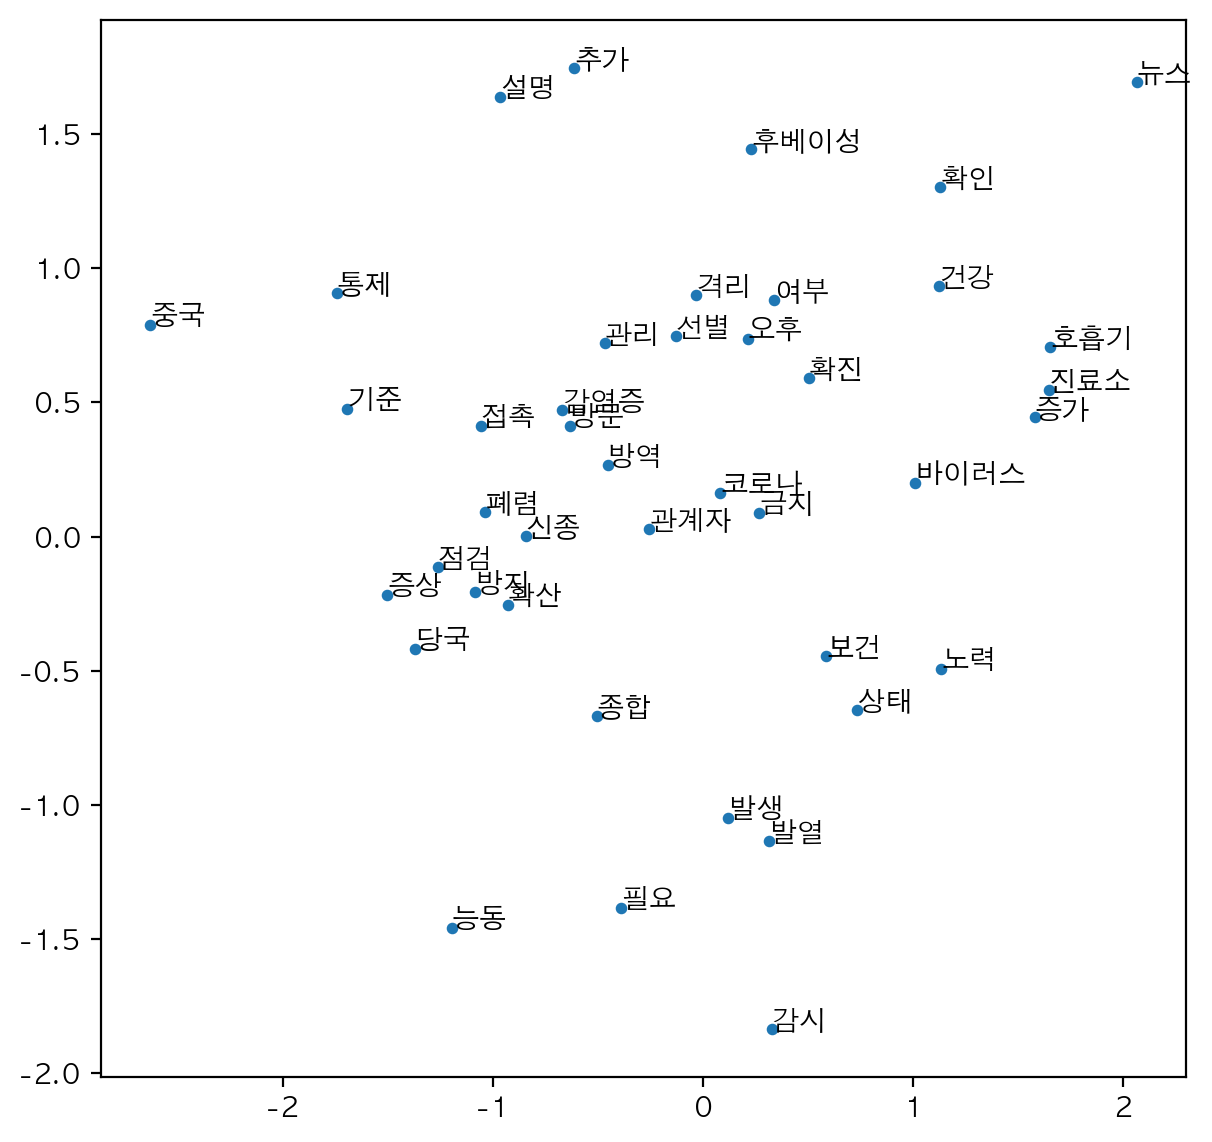 추가
뉴스
설명
1.5
후베이성
확인
1.0
통제
격리
여부
건강
중국
관리
선별
오후
호흡기
확진
진료소
0.5
기준
접촉
감염증
방문
증가
방역
바이러스
코로나
금지
폐렴
신종
관계자
0.0
점검
증상
방지
확산
당국
-0.5
보건
노력
종합
상태
-1.0
발생
발열
필요
능동
-1.5
감시
-2.0
-2 -1 0 1 2